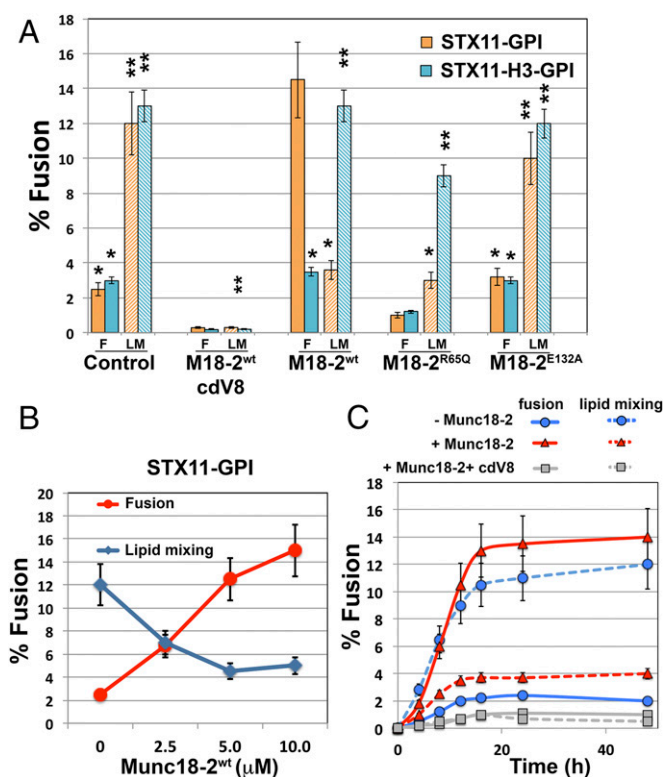 A
STX11-GPI
STX11-H3-GPI
% Fusion
18
16
14
12
10
8
6
4
2
0
* * ** **
**
* * **
* **
* * ** **
F LM F LM F LM F LM F LM
Control M18-2wt cdV8 M18-2wt M18-2R65Q M18-2E132A
B
STX11-GPI
Fusion
Lipid mixing
% Fusion
20
18
16
14
12
10
8
6
4
2
0
0 2.5 5.0 10.0
Munc18-2wt (μM)
C
fusion lipid mixing
- Munc18-2
+ Munc18-2
+ Munc18-2+ cdV8
% Fusion
18
16
14
12
10
8
6
4
2
0
0 20 40
Time (h)